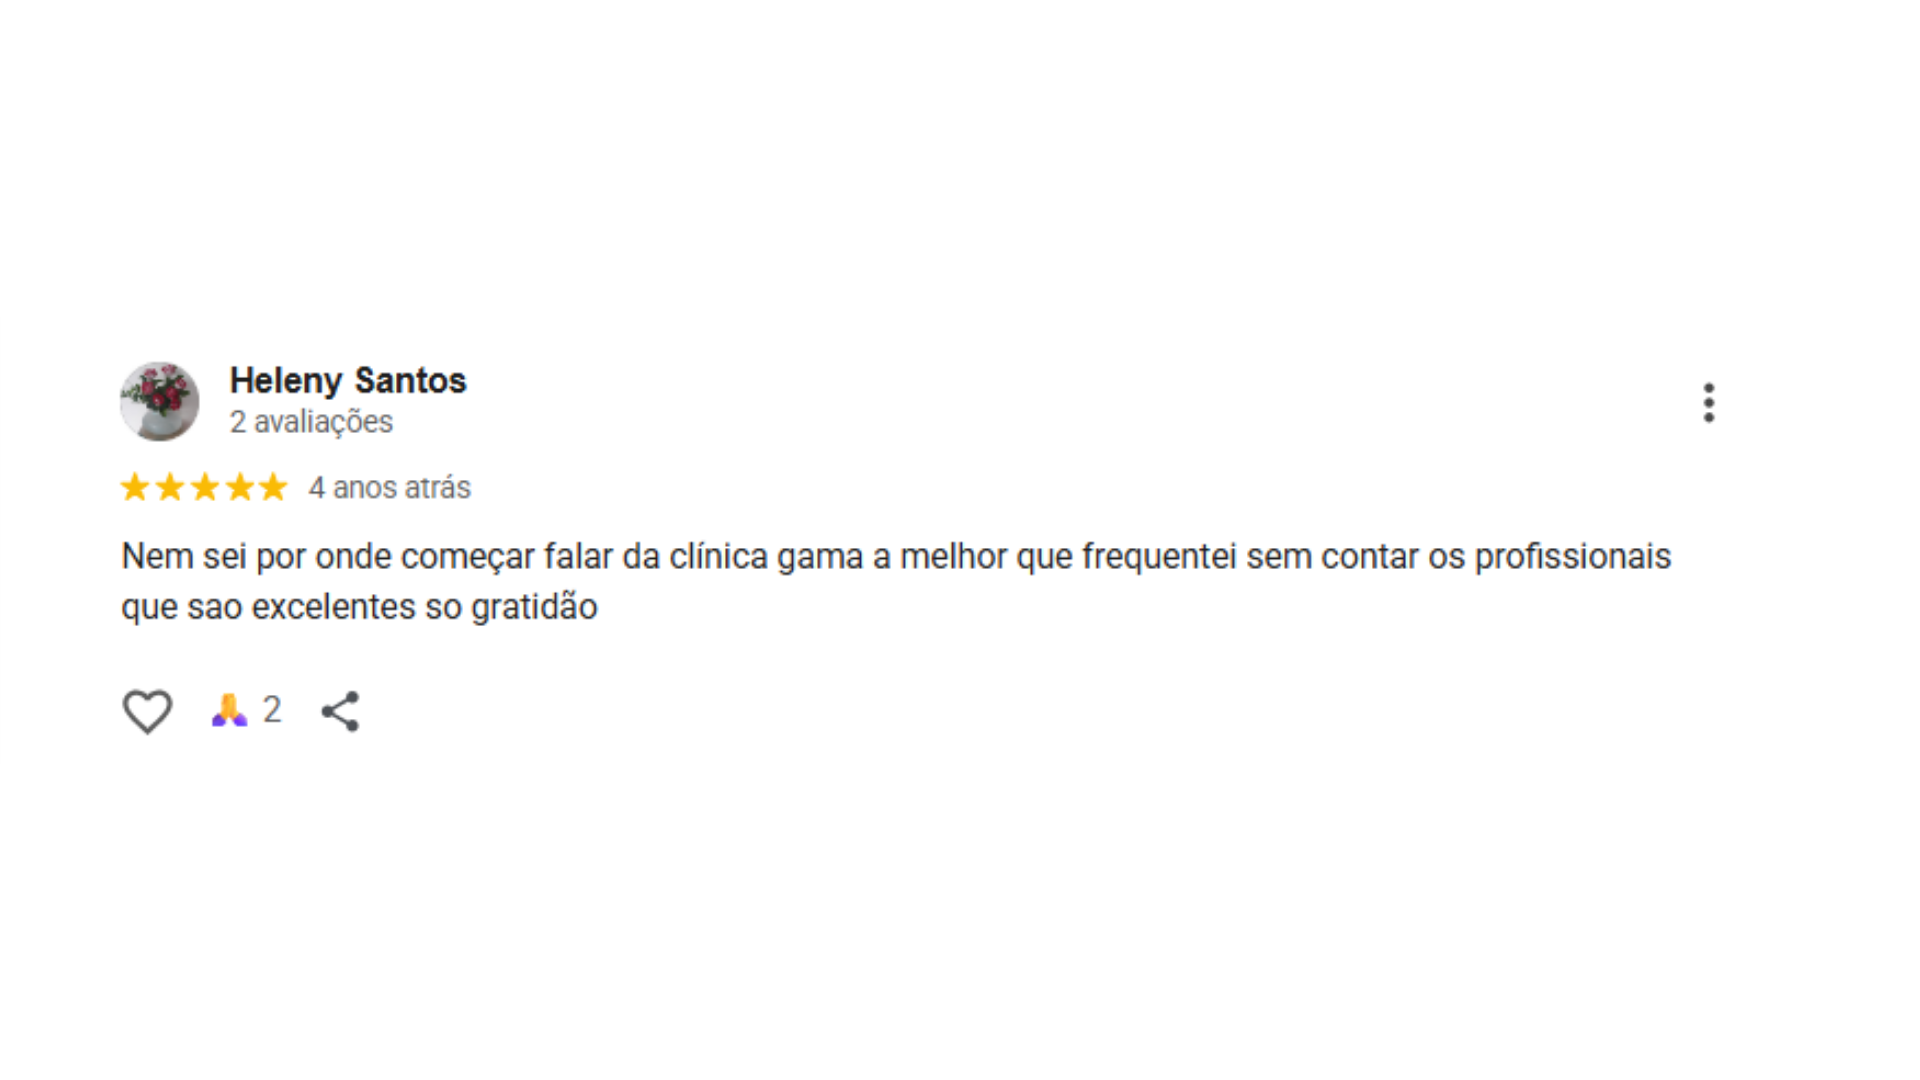 Heleny Santos
2 avaliações
4 anos atrás
Nem sei por onde começar falar da clínica gama a melhor que frequentei sem contar os profissionais
que sao excelentes so gratidão
2